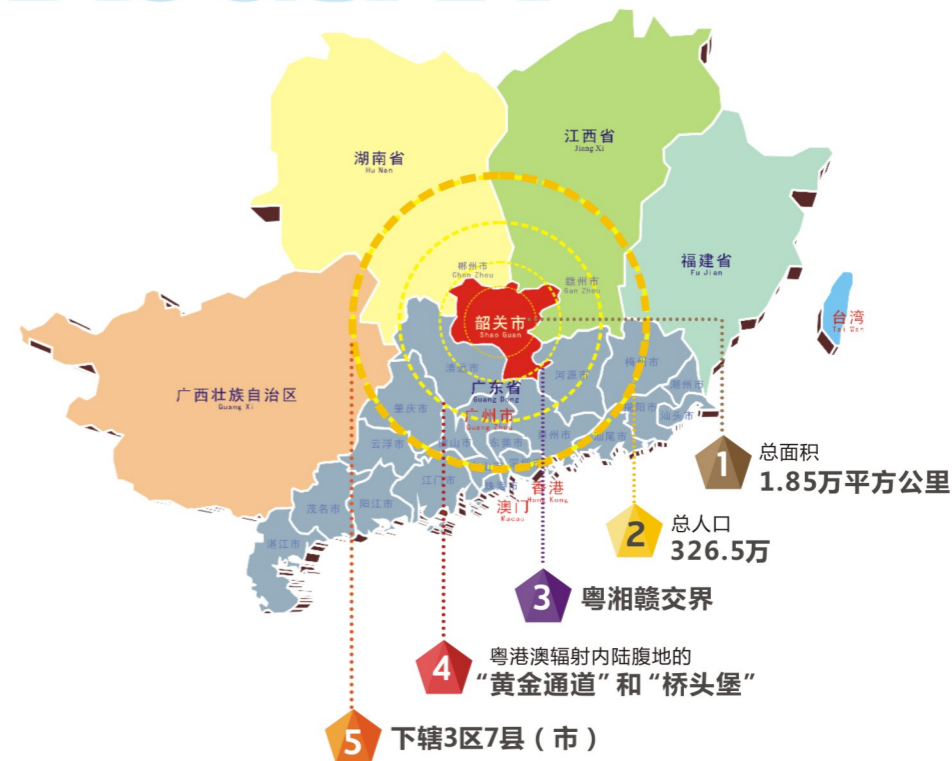 江西省
Jiang Xi
湖南省
Hu Nan
福建省
Fu Jian
郴州市
Chen Zhou
赣州市
Gan Zhou
台湾
Tai Wan
韶关市
Shao Guan
梅州市
清远市
河源市
广西壮族自治区
Guang Xi
广东省
Guang Dong
潮州市
肇庆市
广州市
Guang Zhou
揭阳市
汕头市
云浮市
佛山市
东莞市
惠州市
汕尾市
江门市
珠海市
香港
Hong Kong
茂名市
阳江市
澳门
Macao
湛江市
1
总面积
1.85万平方公里
2
总人口
326.5万
3
粤湘赣交界
4
粤港澳辐射内陆腹地的
“黄金通道”和“桥头堡”
5
下辖3区7县（市）